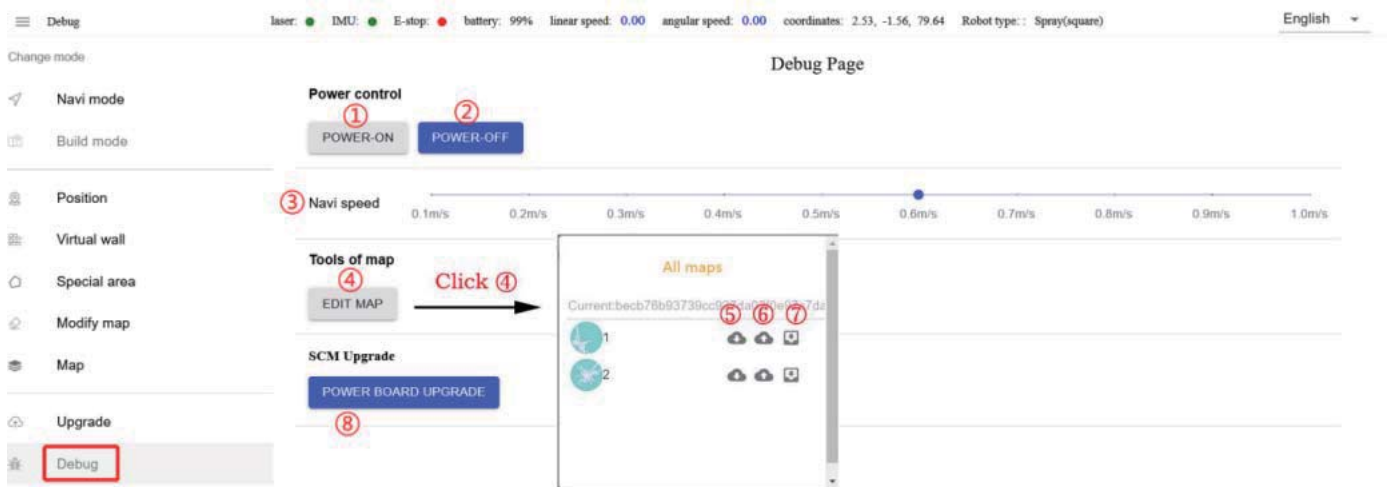 Debug laser: IMU: E-stop: battery: 99% linear speed: 0.00 angular speed: 0.00 coordinates: 2.53, -1.56, 79.64 Robot type: : Spray(square) English
Change mode
Navi mode
Build mode
Position
Virtual wall
Special area
Modify map
Map
Upgrade
Debug
Debug Page
Power control
① ②
POWER-ON POWER-OFF
③ Navi speed
0.1m/s 0.2m/s 0.3m/s 0.4m/s 0.5m/s 0.6m/s 0.7m/s 0.8m/s 0.9m/s 1.0m/s
Tools of map
④
EDIT MAP
Click ④
All maps
⑤ ⑥ ⑦
1
2
SCM Upgrade
POWER BOARD UPGRADE
⑧